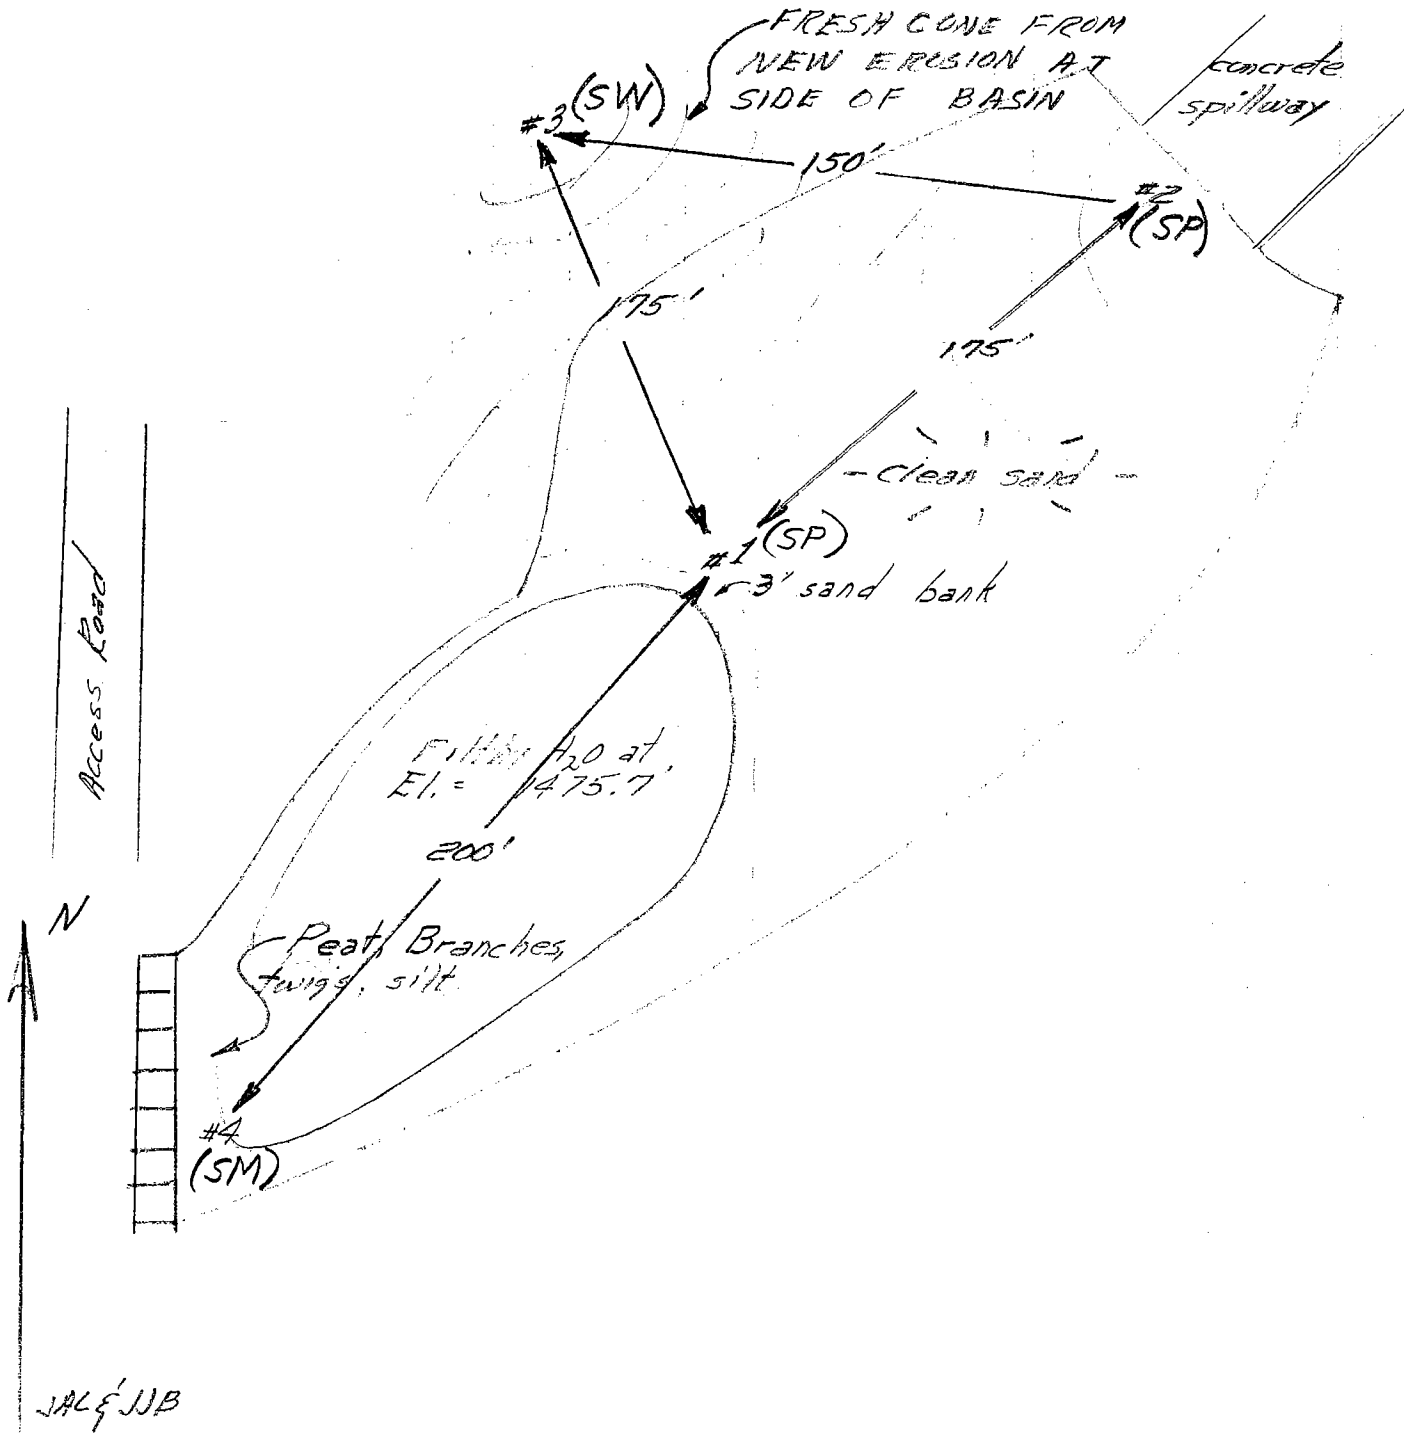 FRESH CONE FROM
NEW EROSION AT
SIDE OF BASIN
concrete
spillway
#3 (SW)
150'
#2
(SP)
175'
175'
- Clean sand -
#1 (SP)
3' sand bank
Access Road
Filthy H₂O at
El. = 1475.7'
200'
N
Peat, Branches,
twigs, silt
#4
(SM)
JAL & JJB